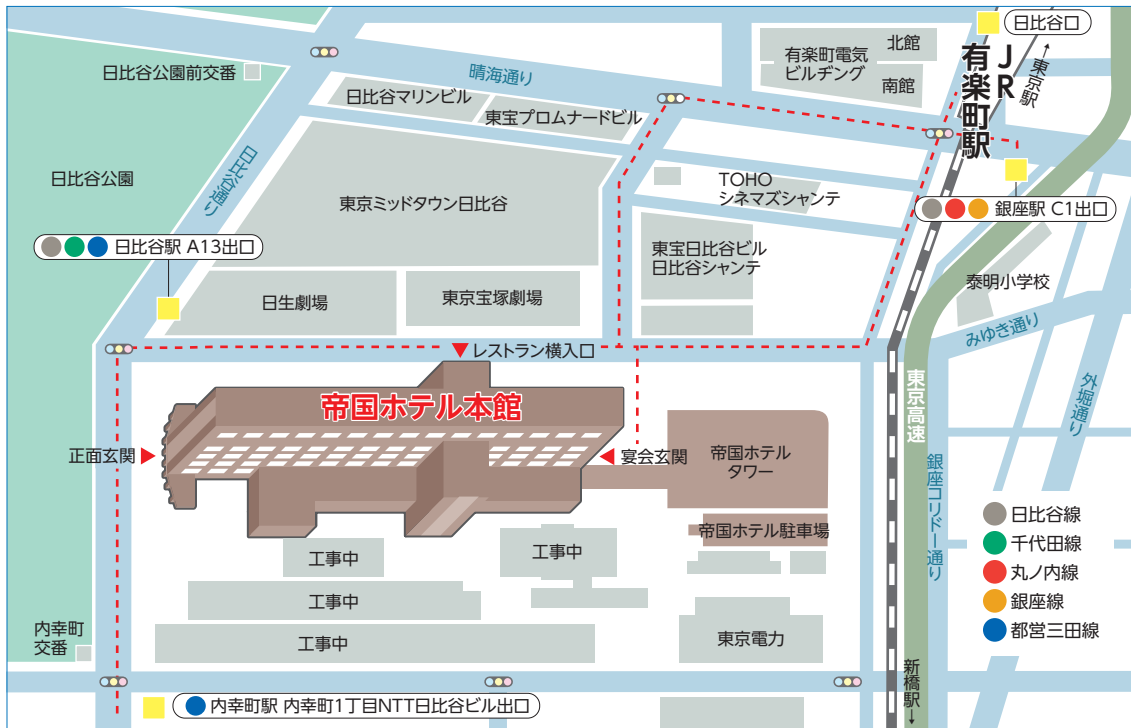 日比谷口
JR
有楽町駅
↑東京駅
有楽町電気
ビルヂング
北館
南館
晴海通り
日比谷公園前交番
日比谷マリンビル
東宝プロムナードビル
日比谷通り
日比谷公園
東京ミッドタウン日比谷
TOHO
シネマズシャンテ
銀座駅 C1出口
日比谷駅 A13出口
東宝日比谷ビル
日比谷シャンテ
日生劇場
東京宝塚劇場
泰明小学校
みゆき通り
レストラン横入口
東京高速
外堀通り
帝国ホテル本館
正面玄関
宴会玄関
帝国ホテル
タワー
銀座コリドー通り
帝国ホテル駐車場
日比谷線
千代田線
丸ノ内線
銀座線
都営三田線
工事中
工事中
工事中
工事中
東京電力
内幸町
交番
新橋駅↓
内幸町駅 内幸町1丁目NTT日比谷ビル出口